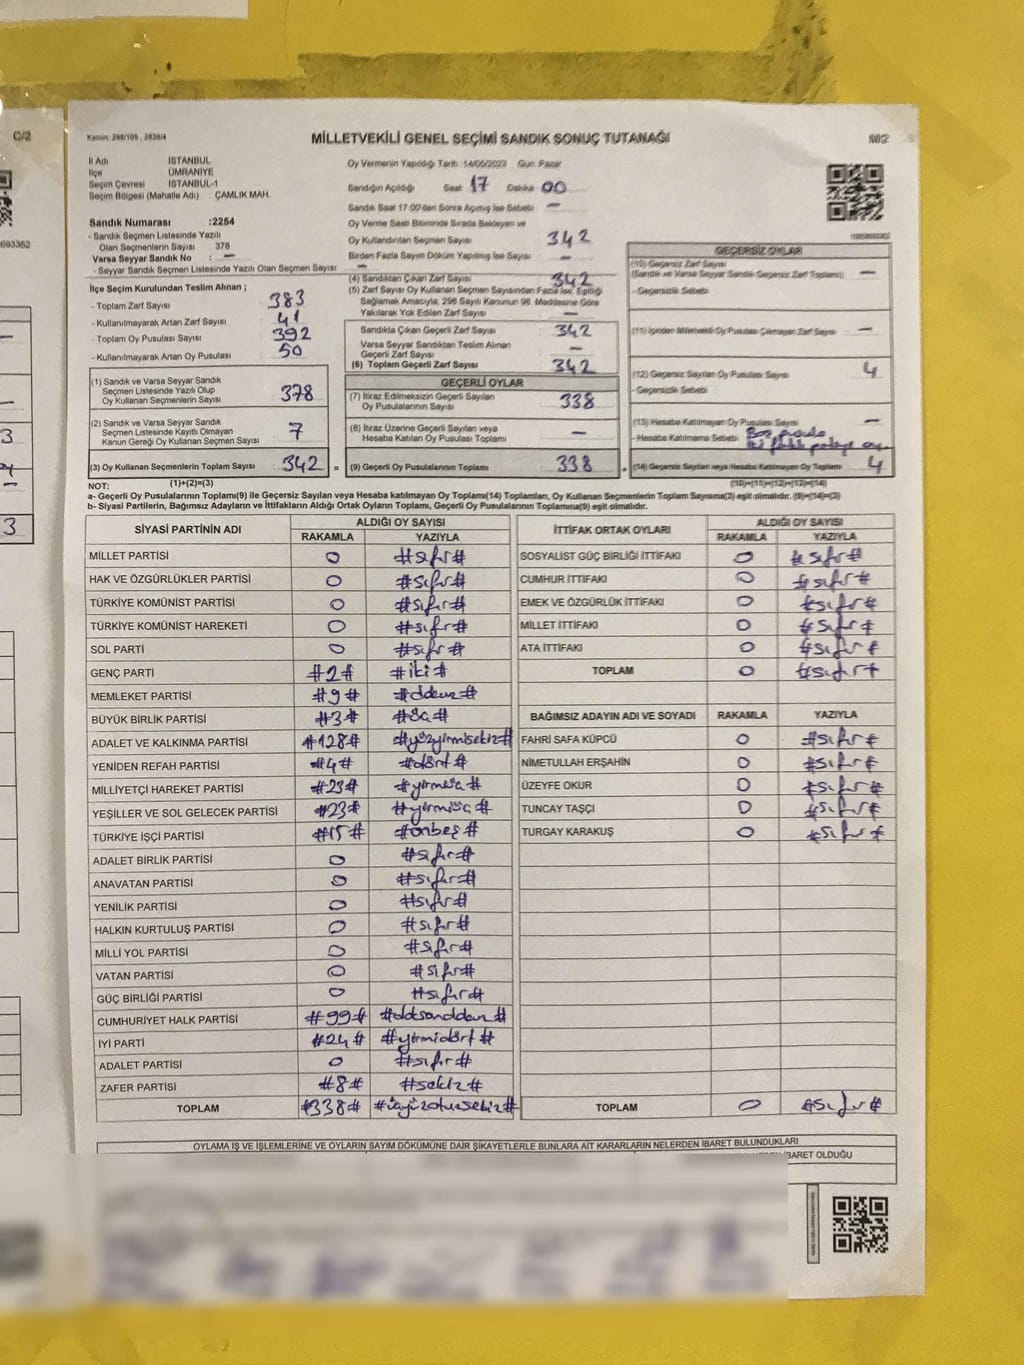 C/2
Kanun: 298/105 , 2839/4
MİLLETVEKİLİ GENEL SEÇİMİ SANDIK SONUÇ TUTANAĞI
İl Adı İSTANBUL
İlçe ÜMRANİYE
Seçim Çevresi İSTANBUL-1
Seçim Bölgesi (Mahalle Adı) ÇAMLIK MAH.
Sandık Numarası :2254
- Sandık Seçmen Listesinde Yazılı
Olan Seçmenlerin Sayısı 376
Varsa Seyyar Sandık No : —
- Seyyar Sandık Seçmen Listesinde Yazılı Olan Seçmen Sayısı : —
İlçe Seçim Kurulundan Teslim Alınan ;
- Toplam Zarf Sayısı : 383
- Kullanılmayarak Artan Zarf Sayısı : 41
- Toplam Oy Pusulası Sayısı : 392
- Kullanılmayarak Artan Oy Pusulası : 50
Oy Vermenin Yapıldığı Tarih 14/05/2023 Gün Pazar
Sandığın Açıldığı Saat 17 Dakika 00
Sandık Saat 17:00'den Sonra Açılmış İse Sebebi : —
Oy Verme Saati Bitiminde Sırada Bekleyen ve
Oy Kullandırılan Seçmen Sayısı : 342
Birden Fazla Sayım Döküm Yapılmış İse Sayısı : —
(4) Sandıktan Çıkan Zarf Sayısı : 342
(5) Zarf Sayısı Oy Kullanan Seçmen Sayısından Fazla İse, Eşitliği
Sağlamak Amacıyla, 298 Sayılı Kanunun 98. Maddesine Göre
Yakılarak Yok Edilen Zarf Sayısı : —
Sandıkta Çıkan Geçerli Zarf Sayısı : 342
Varsa Seyyar Sandıktan Teslim Alınan
Geçerli Zarf Sayısı : —
(6) Toplam Geçerli Zarf Sayısı : 342
(1) Sandık ve Varsa Seyyar Sandık
Seçmen Listesinde Yazılı Olup
Oy Kullanan Seçmenlerin Sayısı : 378
(2) Sandık ve Varsa Seyyar Sandık
Seçmen Listesinde Kayıtlı Olmayan
Kanun Gereği Oy Kullanan Seçmen Sayısı : 7
(3) Oy Kullanan Seçmenlerin Toplam Sayısı : 342 =
(1)+(2)=(3)
GEÇERLİ OYLAR
(7) İtiraz Edilmeksizin Geçerli Sayılan
Oy Pusulalarının Sayısı : 338
(8) İtiraz Üzerine Geçerli Sayılan veya
Hesaba Katılan Oy Pusulası Toplamı : —
(9) Geçerli Oy Pusulalarının Toplamı : 338
GEÇERSİZ OYLAR
(10) Geçersiz Zarf Sayısı
(Sandık ve Varsa Seyyar Sandık Geçersiz Zarf Toplamı) : —
- Geçersizlik Sebebi :
(11) İçinden Milletvekili Oy Pusulası Çıkmayan Zarf Sayısı : —
(12) Geçersiz Sayılan Oy Pusulası Sayısı : 4
- Geçersizlik Sebebi :
(13) Hesaba Katılmayan Oy Pusulası Sayısı : —
- Hesaba Katılmama Sebebi : Boş pusula
(14) Geçersiz Sayılan veya Hesaba Katılmayan Oy Toplamı : 4
(10)+(11)+(12)+(13)=(14)
NOT:
a- Geçerli Oy Pusulalarının Toplamı(9) ile Geçersiz Sayılan veya Hesaba katılmayan Oy Toplamı(14) Toplamları, Oy Kullanan Seçmenlerin Toplam Sayısına(3) eşit olmalıdır. (9)+(14)=(3)
b- Siyasi Partilerin, Bağımsız Adayların ve İttifakların Aldığı Ortak Oyların Toplamı, Geçerli Oy Pusulalarının Toplamına(9) eşit olmalıdır.
SİYASİ PARTİNİN ADI ALDIĞI OY SAYISI
RAKAMLA YAZIYLA
MİLLET PARTİSİ 0 #sıfır#
HAK VE ÖZGÜRLÜKLER PARTİSİ 0 #sıfır#
TÜRKİYE KOMÜNİST PARTİSİ 0 #sıfır#
TÜRKİYE KOMÜNİST HAREKETİ 0 #sıfır#
SOL PARTİ 0 #sıfır#
GENÇ PARTİ #2# #iki#
MEMLEKET PARTİSİ #9# #dokuz#
BÜYÜK BİRLİK PARTİSİ #3# #üç#
ADALET VE KALKINMA PARTİSİ #128# #yüzyirmisekiz#
YENİDEN REFAH PARTİSİ #4# #dört#
MİLLİYETÇİ HAREKET PARTİSİ #23# #yirmiüç#
YEŞİLLER VE SOL GELECEK PARTİSİ #23# #yirmiüç#
TÜRKİYE İŞÇİ PARTİSİ #15# #onbeş#
ADALET BİRLİK PARTİSİ 0 #sıfır#
ANAVATAN PARTİSİ 0 #sıfır#
YENİLİK PARTİSİ 0 #sıfır#
HALKIN KURTULUŞ PARTİSİ 0 #sıfır#
MİLLİ YOL PARTİSİ 0 #sıfır#
VATAN PARTİSİ 0 #sıfır#
GÜÇ BİRLİĞİ PARTİSİ 0 #sıfır#
CUMHURİYET HALK PARTİSİ #99# #doksandokuz#
İYİ PARTİ #24# #yirmidört#
ADALET PARTİSİ 0 #sıfır#
ZAFER PARTİSİ #8# #sekiz#
TOPLAM #338# #üçyüzotuzsekiz#
İTTİFAK ORTAK OYLARI ALDIĞI OY SAYISI
RAKAMLA YAZIYLA
SOSYALİST GÜÇ BİRLİĞİ İTTİFAKI 0 #sıfır#
CUMHUR İTTİFAKI 0 #sıfır#
EMEK VE ÖZGÜRLÜK İTTİFAKI 0 #sıfır#
MİLLET İTTİFAKI 0 #sıfır#
ATA İTTİFAKI 0 #sıfır#
TOPLAM 0 #sıfır#
BAĞIMSIZ ADAYIN ADI VE SOYADI RAKAMLA YAZIYLA
FAHRİ SAFA KÜPCÜ 0 #sıfır#
NİMETULLAH ERŞAHİN 0 #sıfır#
ÜZEYFE OKUR 0 #sıfır#
TUNCAY TAŞÇI 0 #sıfır#
TURGAY KARAKUŞ 0 #sıfır#
TOPLAM 0 #sıfır#
OYLAMA İŞ VE İŞLEMLERİNE VE OYLARIN SAYIM DÖKÜMÜNE DAİR ŞİKAYETLERLE BUNLARA AİT KARARLARIN NELERDEN İBARET BULUNDUKLARI
İBARET OLDUĞU